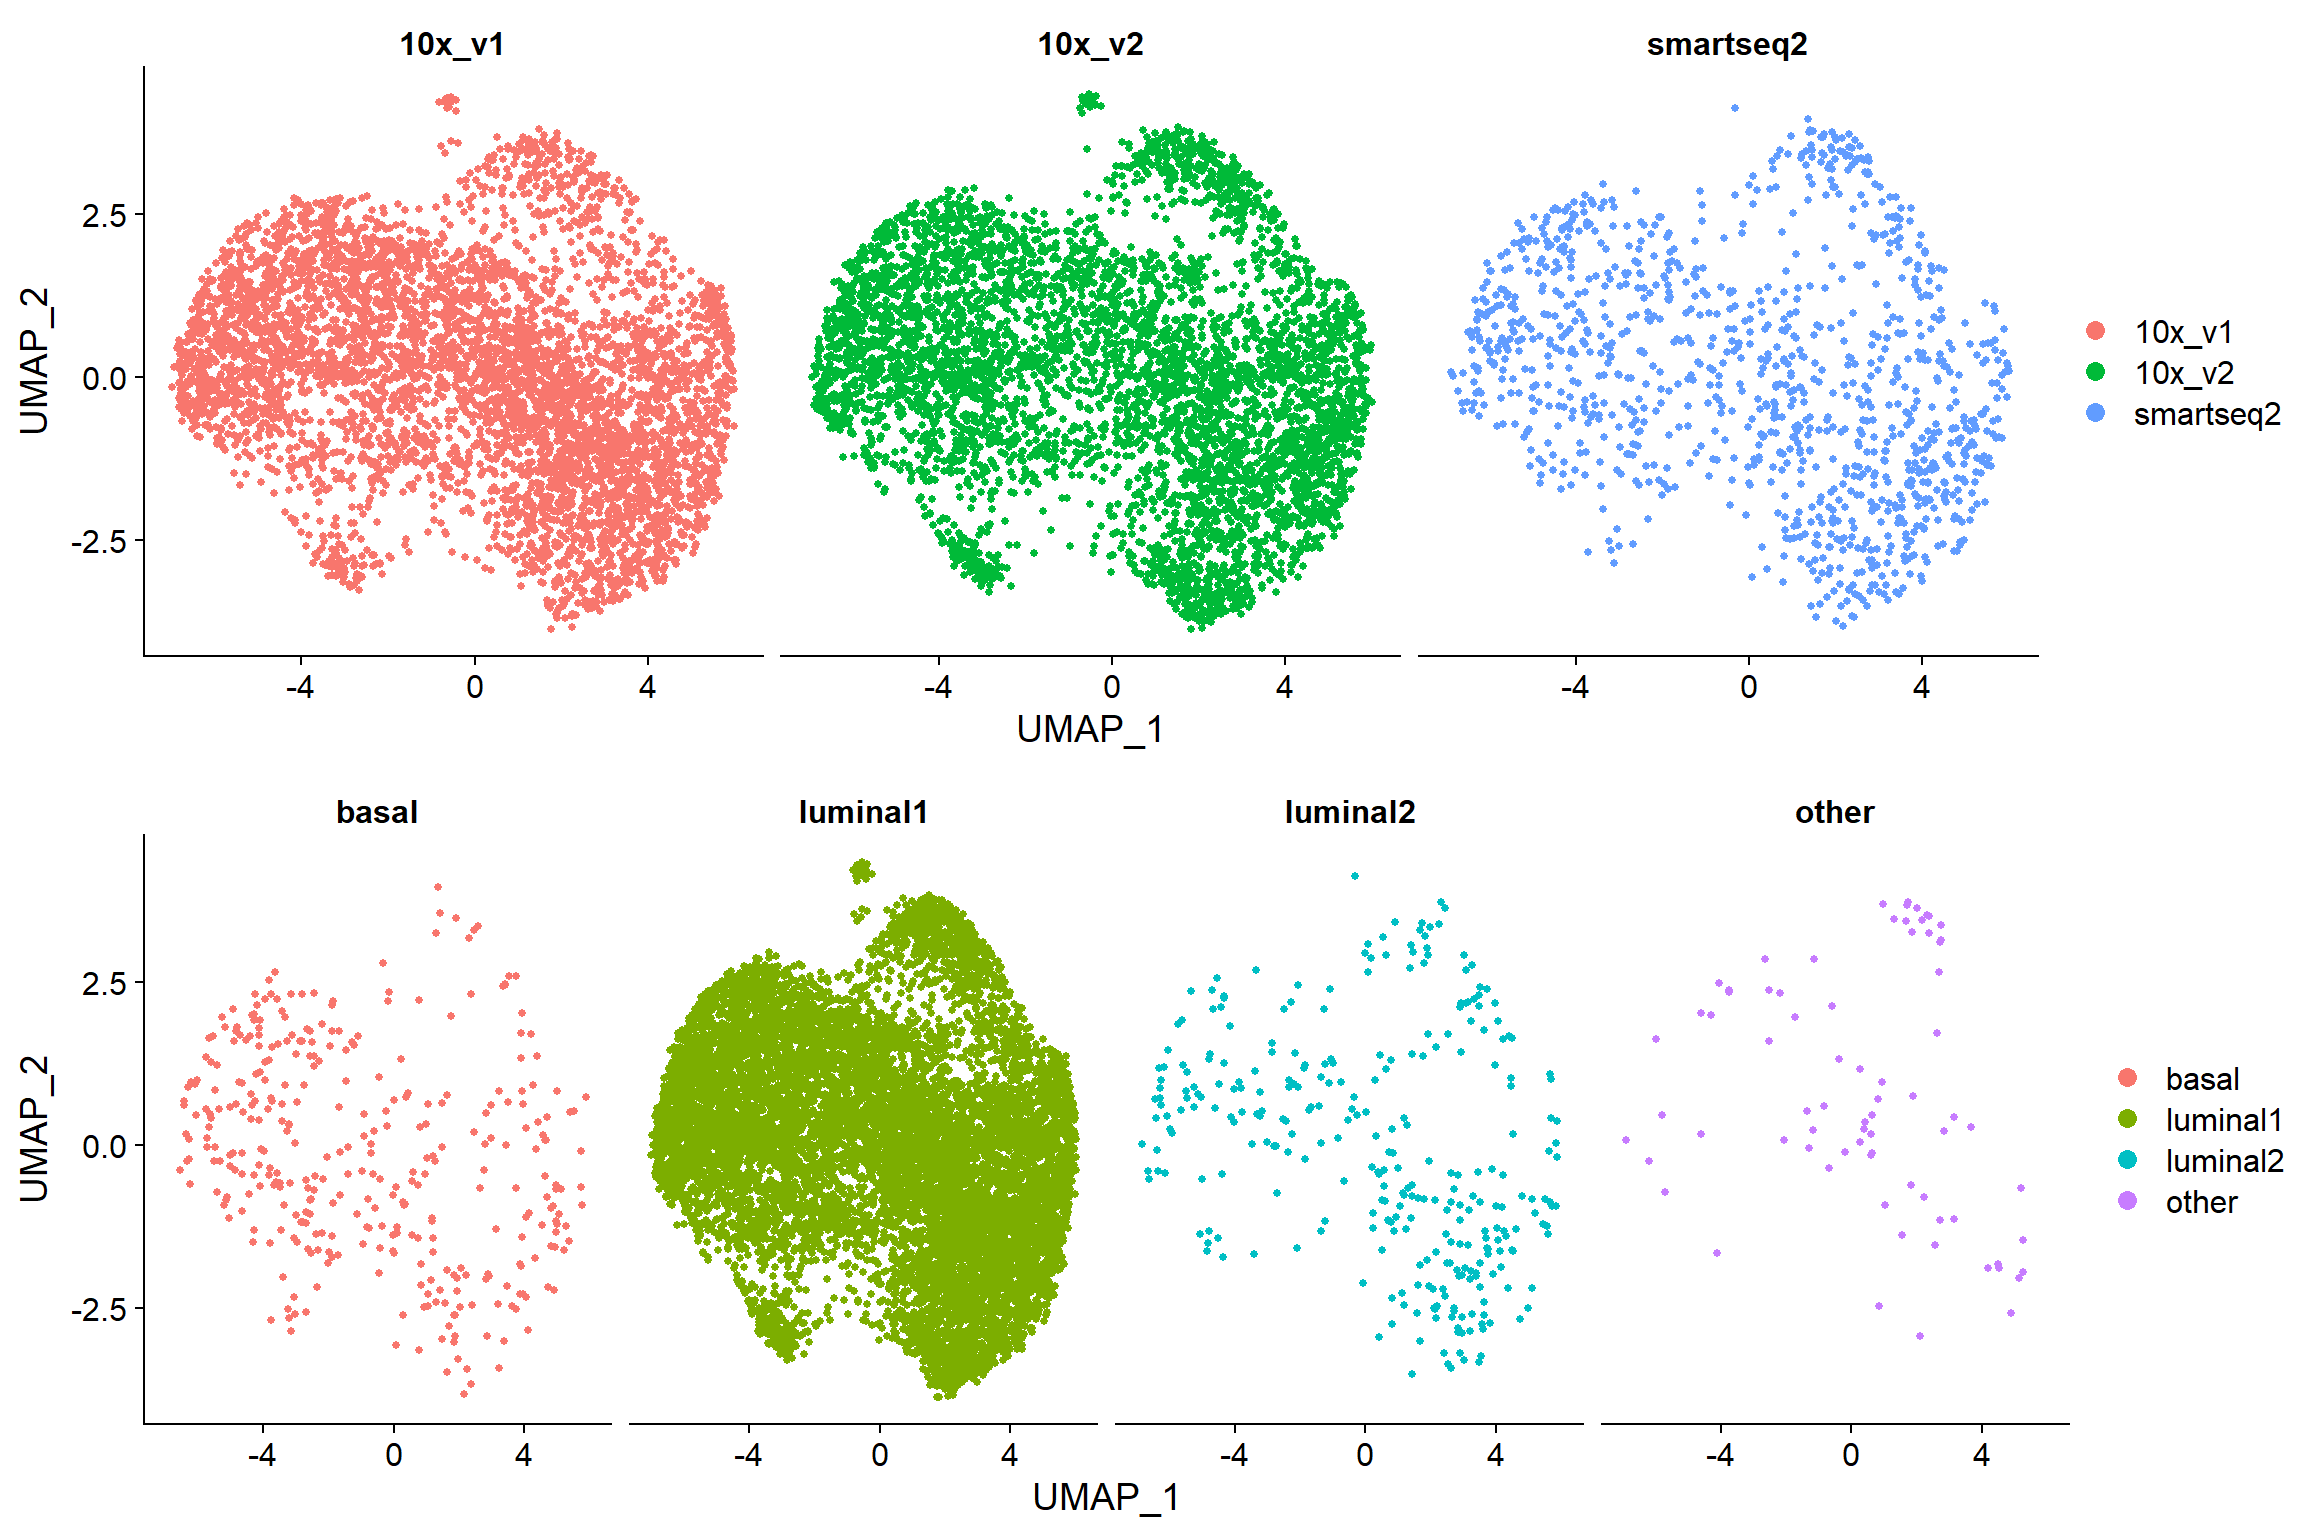 10x_v1 10x_v2 smartseq2
2.5
0.0
-2.5
UMAP_2
10x_v1
10x_v2
smartseq2
-4 0 4 -4 0 4 -4 0 4
UMAP_1
basal luminal1 luminal2 other
2.5
0.0
-2.5
UMAP_2
basal
luminal1
luminal2
other
-4 0 4 -4 0 4 -4 0 4 -4 0 4
UMAP_1